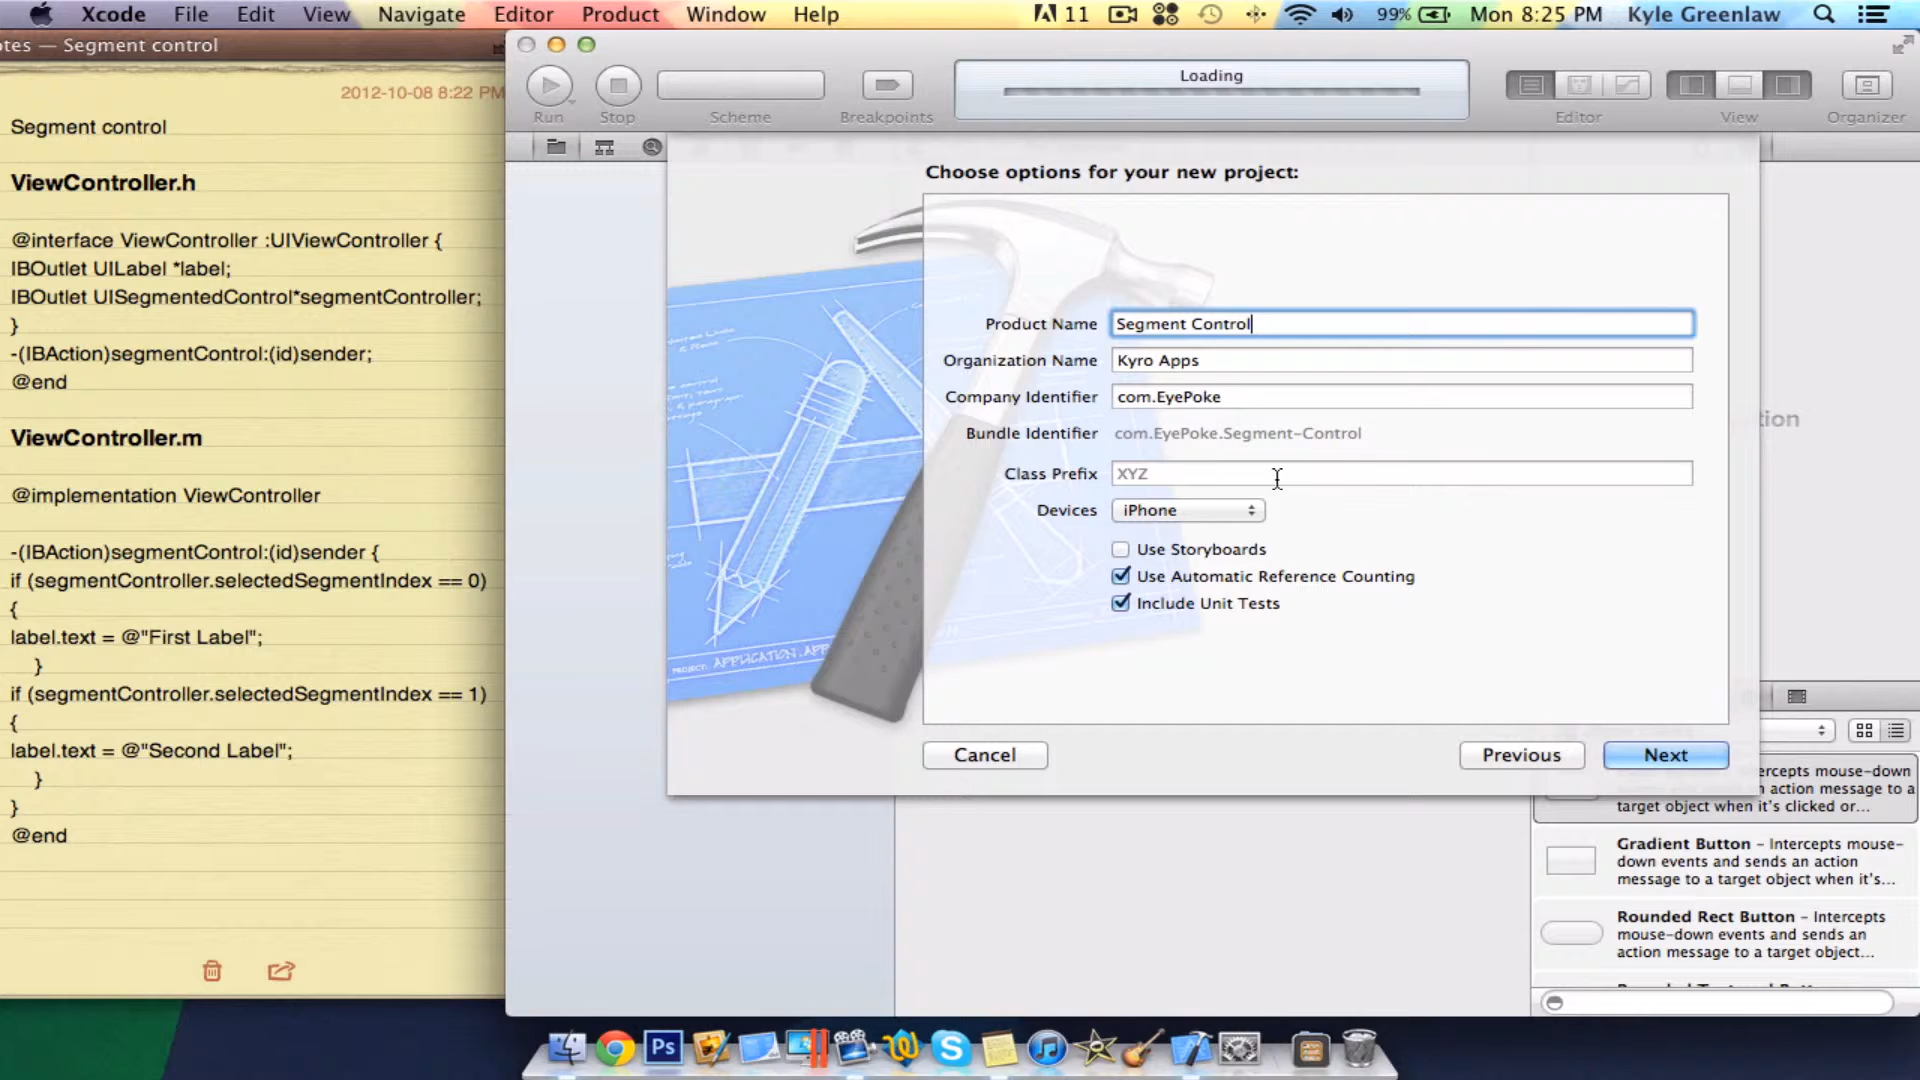 Xcode File Edit View Navigate Editor Product Window Help 11 99% Mon 8:25 PM Kyle Greenlaw
tes — Segment control
2012-10-08 8:22 PM
Segment control
ViewController.h
@interface ViewController :UIViewController {
IBOutlet UILabel *label;
IBOutlet UISegmentedControl*segmentController;
}
-(IBAction)segmentControl:(id)sender;
@end
ViewController.m
@implementation ViewController
-(IBAction)segmentControl:(id)sender {
if (segmentController.selectedSegmentIndex == 0)
{
label.text = @"First Label";
}
if (segmentController.selectedSegmentIndex == 1)
{
label.text = @"Second Label";
}
}
@end
Loading
Run Stop Scheme Breakpoints Editor View Organizer
Choose options for your new project:
Product Name Segment Control
Organization Name Kyro Apps
Company Identifier com.EyePoke
Bundle Identifier com.EyePoke.Segment-Control
Class Prefix XYZ
Devices iPhone
Use Storyboards
Use Automatic Reference Counting
Include Unit Tests
PROJECT: APPLICATION.APP
Cancel Previous Next
tion
ercepts mouse-down
n action message to a
target object when it's clicked or...
Gradient Button – Intercepts mouse-
down events and sends an action
message to a target object when it's...
Rounded Rect Button – Intercepts
mouse-down events and sends an
action message to a target object...
Ps